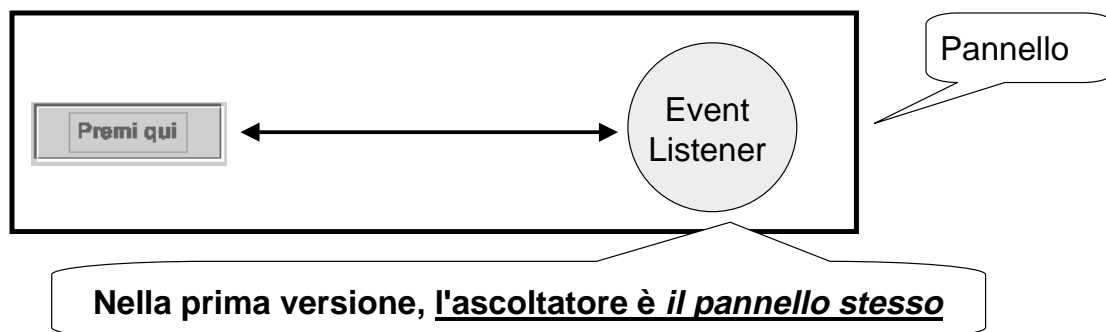 Pannello
Premi qui
Event
Listener
Nella prima versione, l'ascoltatore è il pannello stesso